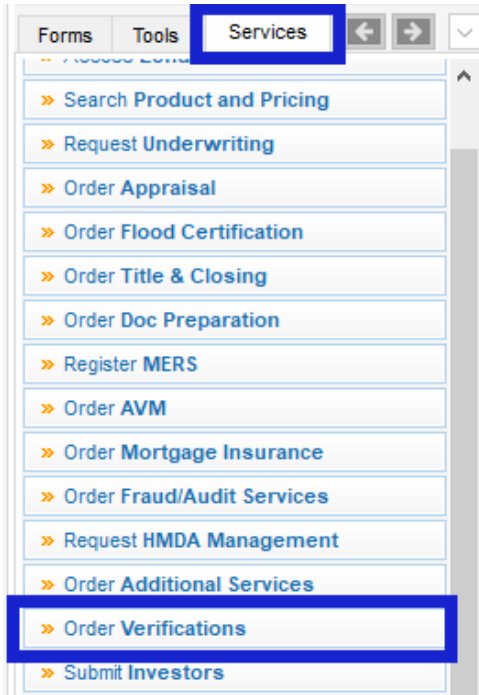 Forms Tools Services
Search Product and Pricing
Request Underwriting
Order Appraisal
Order Flood Certification
Order Title & Closing
Order Doc Preparation
Register MERS
Order AVM
Order Mortgage Insurance
Order Fraud/Audit Services
Request HMDA Management
Order Additional Services
Order Verifications
Submit Investors